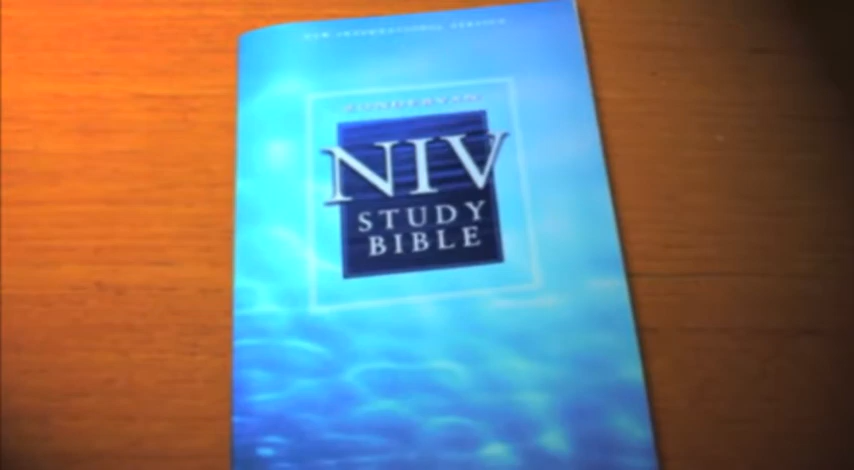 NEW INTERNATIONAL VERSION
ZONDERVAN
NIV
STUDY
BIBLE